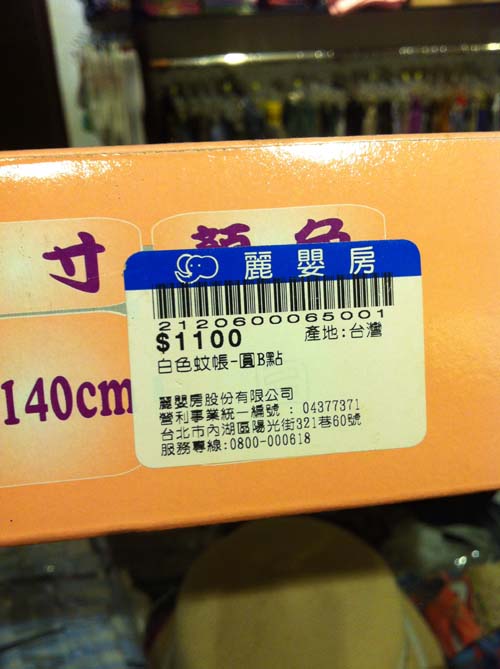 寸
顏色
140cm
麗嬰房
2120600065001
$1100
產地:台灣
白色蚊帳-圓B點
麗嬰房股份有限公司
營利事業統一編號:04377371
台北市內湖區陽光街321巷60號
服務專線:0800-000618